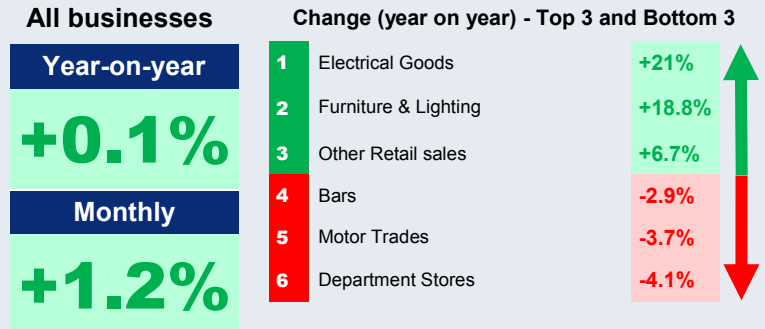 All businesses
Year-on-year
+0.1%
Monthly
+1.2%
Change (year on year) - Top 3 and Bottom 3
1 Electrical Goods +21%
2 Furniture & Lighting +18.8%
3 Other Retail sales +6.7%
4 Bars -2.9%
5 Motor Trades -3.7%
6 Department Stores -4.1%